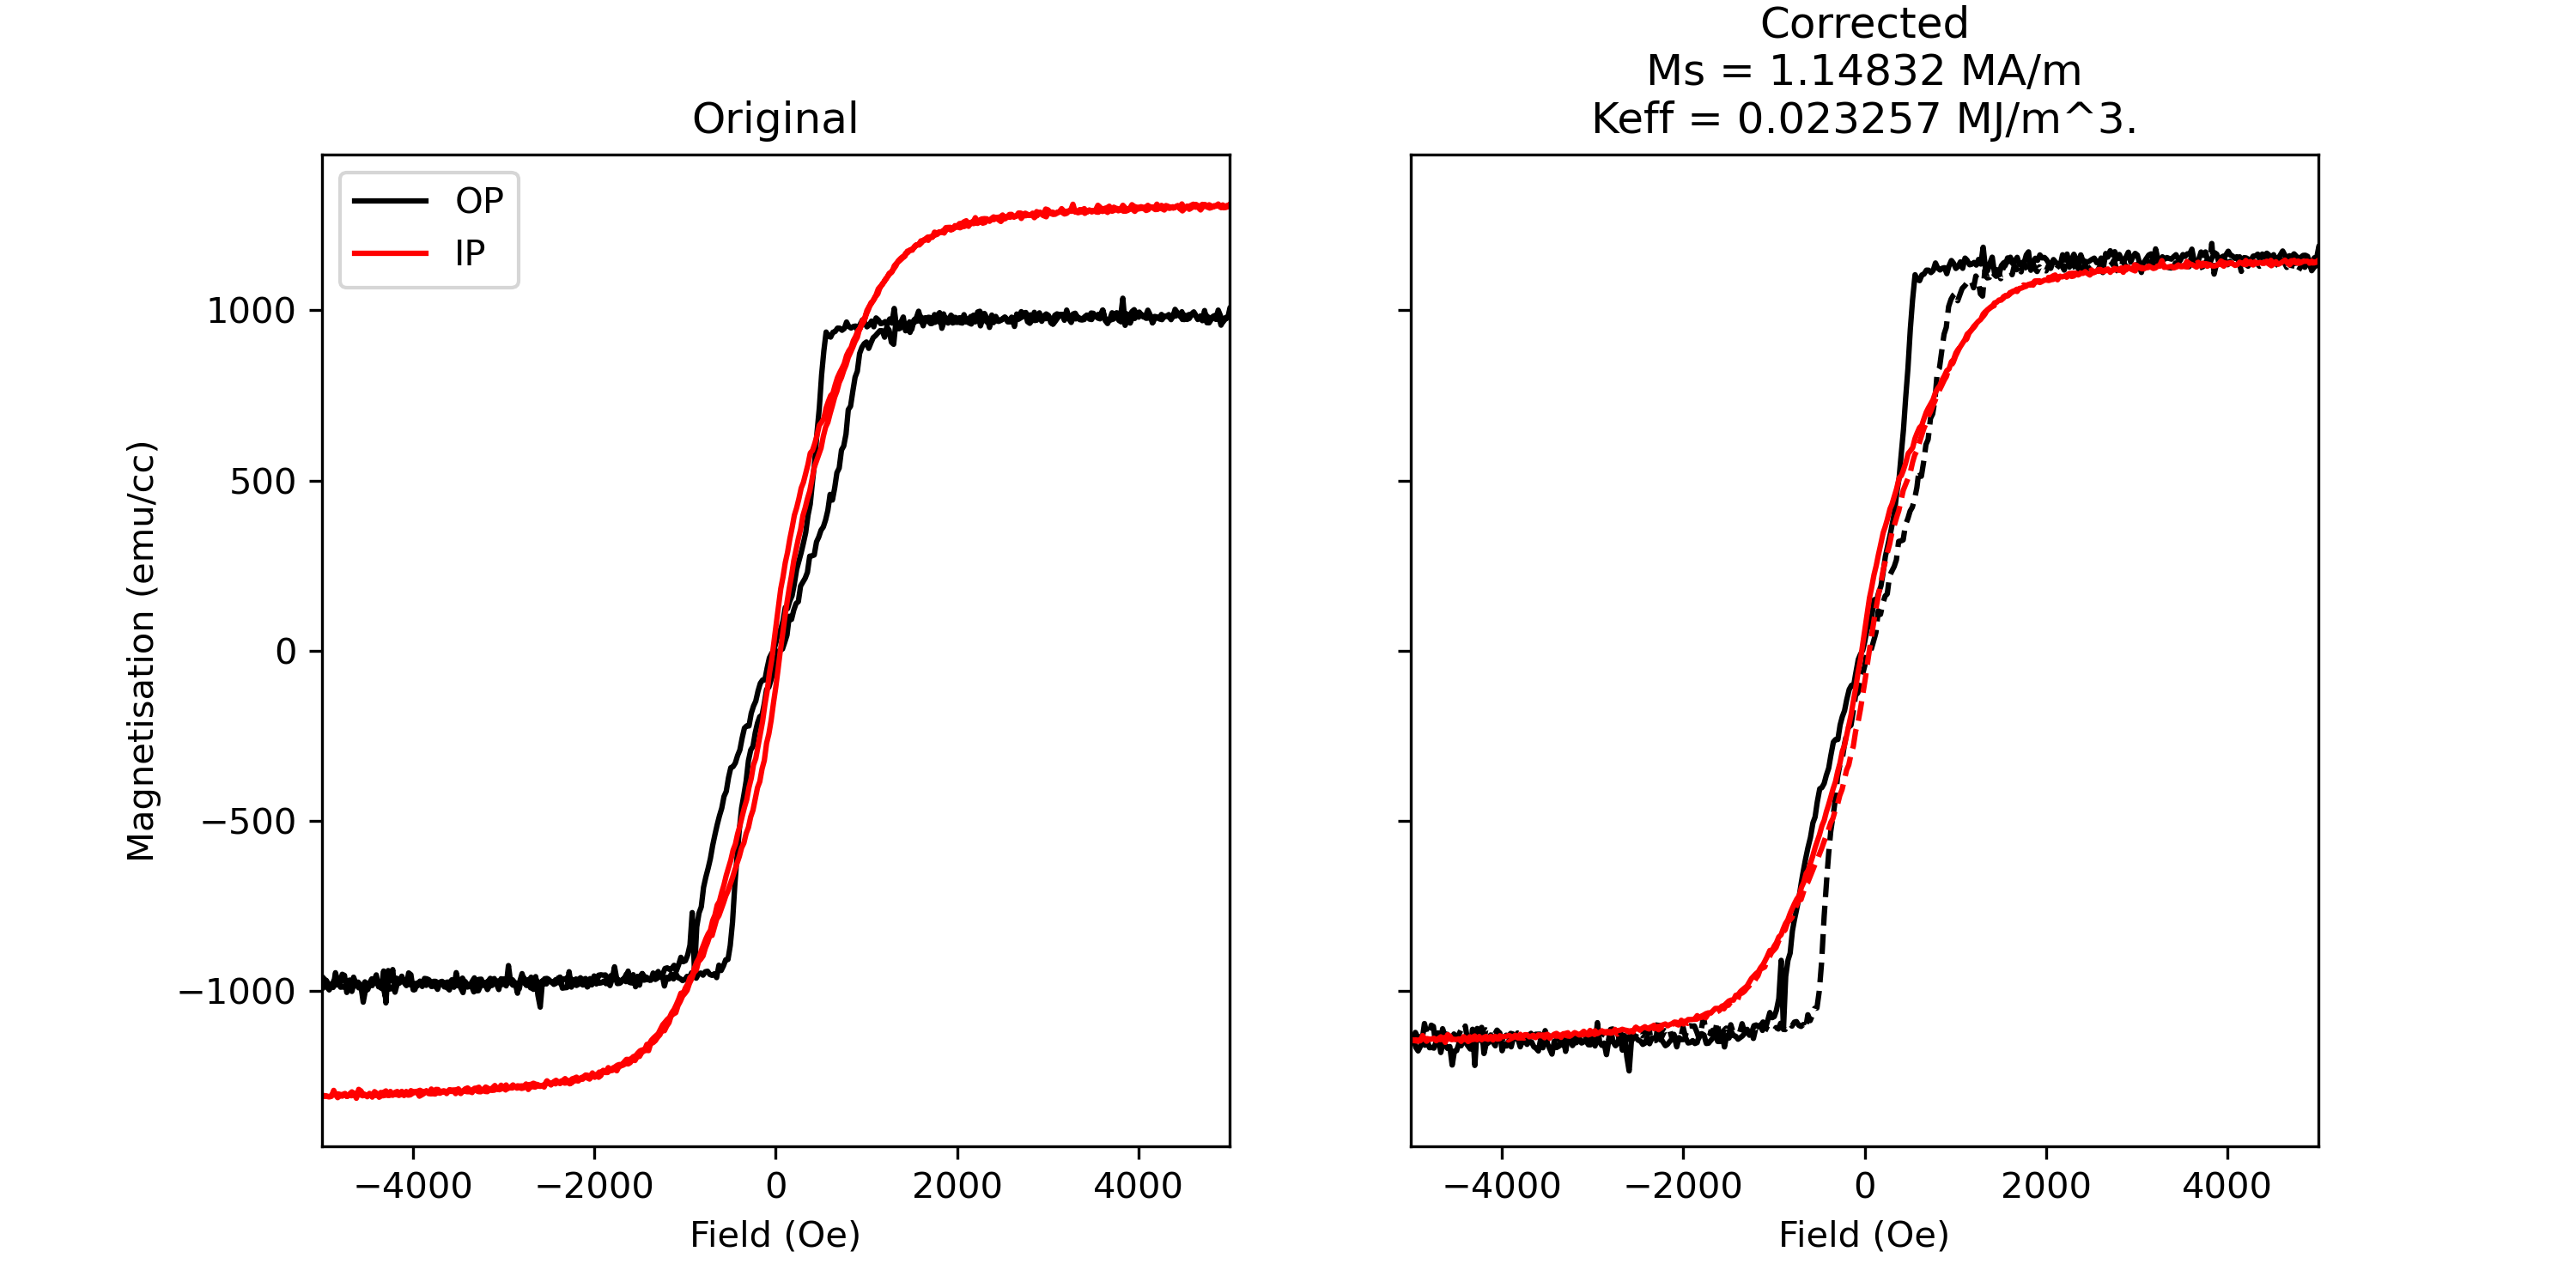 Original
OP
IP
1000
500
0
−500
−1000
Magnetisation (emu/cc)
−4000 −2000 0 2000 4000
Field (Oe)
Corrected
Ms = 1.14832 MA/m
Keff = 0.023257 MJ/m^3.
−4000 −2000 0 2000 4000
Field (Oe)